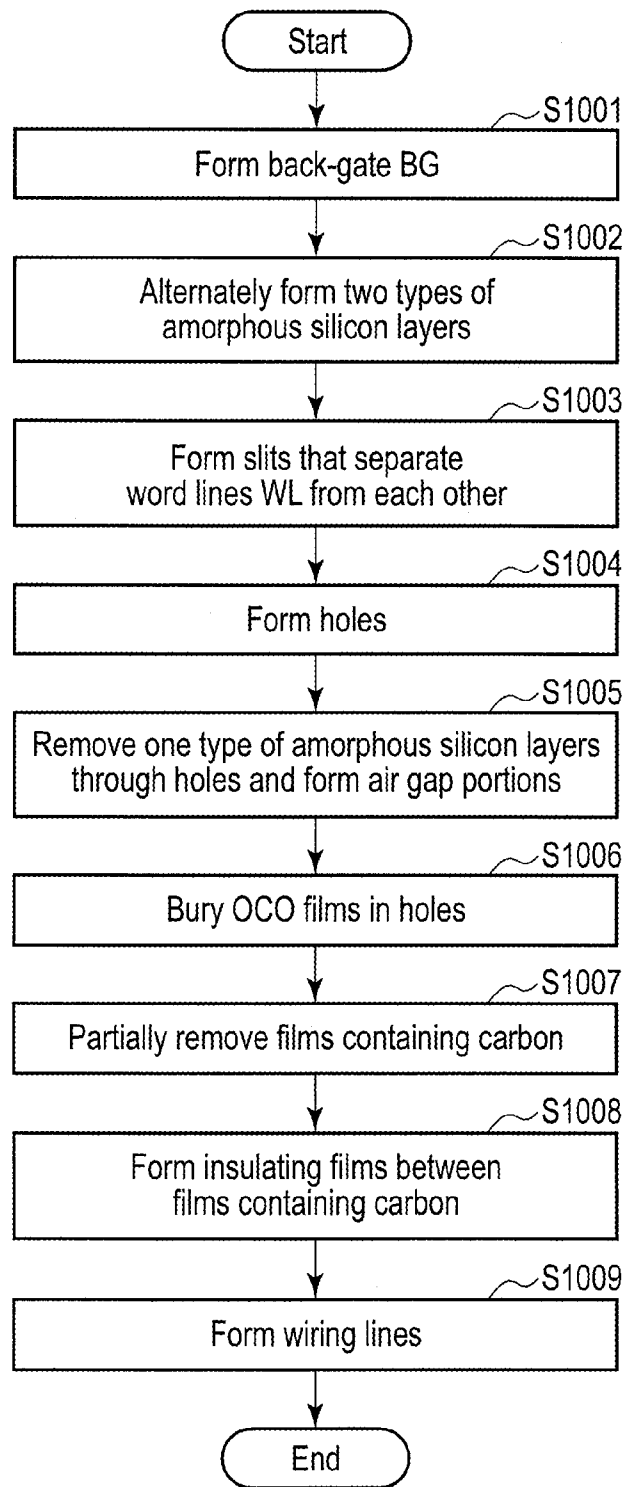 Start
S1001
Form back-gate BG
S1002
Alternately form two types of
amorphous silicon layers
S1003
Form slits that separate
word lines WL from each other
S1004
Form holes
S1005
Remove one type of amorphous silicon layers
through holes and form air gap portions
S1006
Bury OCO films in holes
S1007
Partially remove films containing carbon
S1008
Form insulating films between
films containing carbon
S1009
Form wiring lines
End